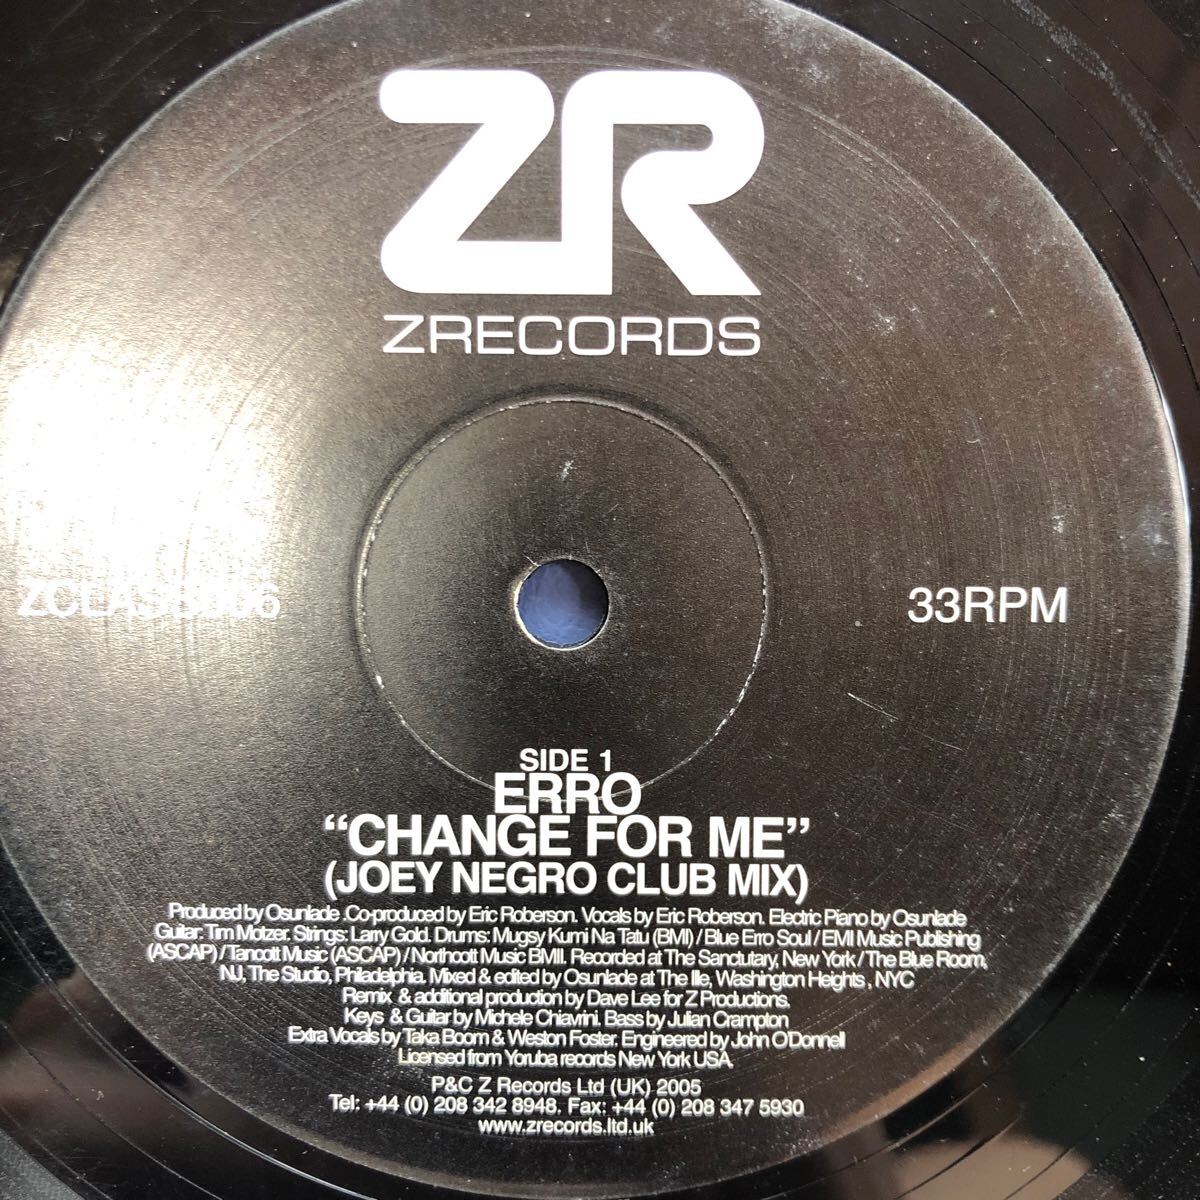 ZR
ZRECORDS
ZCLASS006
33RPM
SIDE 1
ERRO
“CHANGE FOR ME”
(JOEY NEGRO CLUB MIX)
Produced by Osunlade .Co-produced by Eric Roberson. Vocals by Eric Roberson. Electric Piano by Osunlade
Guitar: Tim Motzer. Strings: Larry Gold. Drums: Mugsy Kumi Na Tatu (BMI) / Blue Erro Soul / EMI Music Publishing
(ASCAP) / Tancott Music (ASCAP) / Northcott Music BMII. Recorded at The Sanctutary, New York / The Blue Room,
NJ, The Studio, Philadelphia. Mixed & edited by Osunlade at The Ille, Washington Heights , NYC
Remix & additional production by Dave Lee for Z Productions.
Keys & Guitar by Michele Chiavrini. Bass by Julian Crampton
Extra Vocals by Taka Boom & Weston Foster. Engineered by John O'Donnell
Licensed from Yoruba records New York USA.
P&C Z Records Ltd (UK) 2005
Tel: +44 (0) 208 342 8948. Fax: +44 (0) 208 347 5930
www.zrecords.ltd.uk